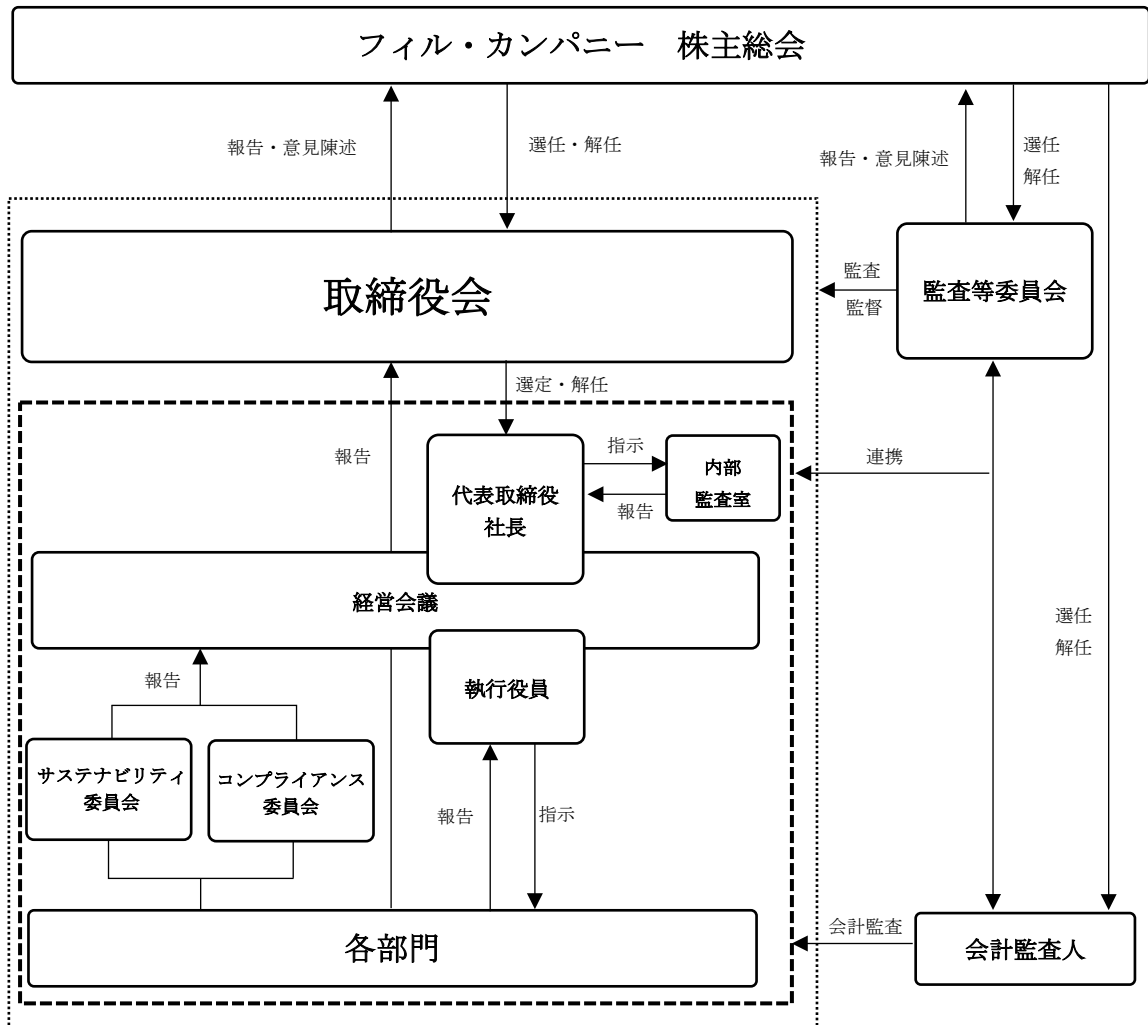 フィル・カンパニー　株主総会
報告・意見陳述
選任・解任
報告・意見陳述
選任
解任
取締役会
監査
監督
監査等委員会
選定・解任
報告
代表取締役
社長
指示
報告
内部
監査室
連携
経営会議
選任
解任
報告
執行役員
サステナビリティ
委員会
コンプライアンス
委員会
報告
指示
各部門
会計監査
会計監査人